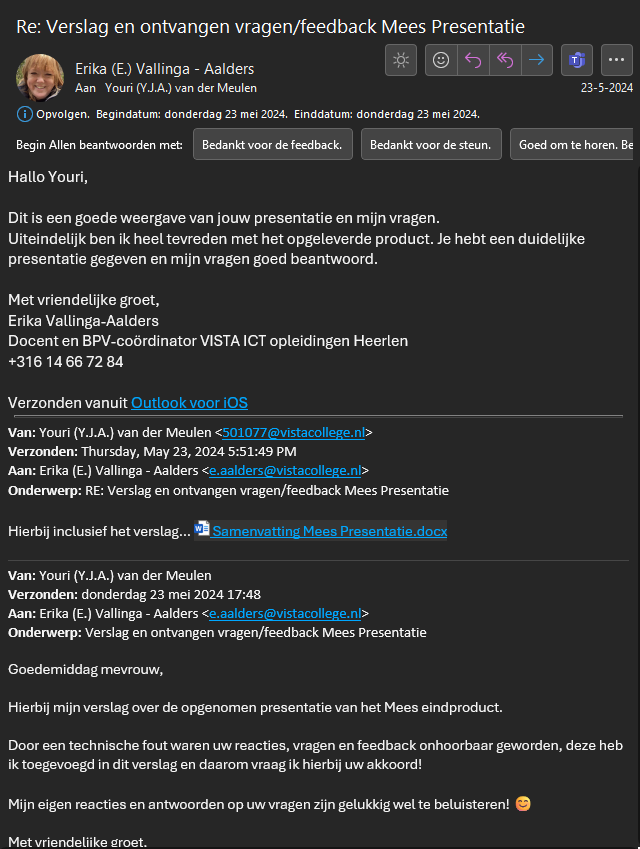 Re: Verslag en ontvangen vragen/feedback Mees Presentatie
Erika (E.) Vallinga - Aalders
Aan Youri (Y.J.A.) van der Meulen
23-5-2024
Opvolgen. Begindatum: donderdag 23 mei 2024. Einddatum: donderdag 23 mei 2024.
Begin Allen beantwoorden met: Bedankt voor de feedback. Bedankt voor de steun. Goed om te horen. Be
Hallo Youri,
Dit is een goede weergave van jouw presentatie en mijn vragen.
Uiteindelijk ben ik heel tevreden met het opgeleverde product. Je hebt een duidelijke
presentatie gegeven en mijn vragen goed beantwoord.
Met vriendelijke groet,
Erika Vallinga-Aalders
Docent en BPV-coördinator VISTA ICT opleidingen Heerlen
+316 14 66 72 84
Verzonden vanuit Outlook voor iOS
Van: Youri (Y.J.A.) van der Meulen <501077@vistacollege.nl>
Verzonden: Thursday, May 23, 2024 5:51:49 PM
Aan: Erika (E.) Vallinga - Aalders <e.aalders@vistacollege.nl>
Onderwerp: RE: Verslag en ontvangen vragen/feedback Mees Presentatie
Hierbij inclusief het verslag... Samenvatting Mees Presentatie.docx
Van: Youri (Y.J.A.) van der Meulen
Verzonden: donderdag 23 mei 2024 17:48
Aan: Erika (E.) Vallinga - Aalders <e.aalders@vistacollege.nl>
Onderwerp: Verslag en ontvangen vragen/feedback Mees Presentatie
Goedemiddag mevrouw,
Hierbij mijn verslag over de opgenomen presentatie van het Mees eindproduct.
Door een technische fout waren uw reacties, vragen en feedback onhoorbaar geworden, deze heb
ik toegevoegd in dit verslag en daarom vraag ik hierbij uw akkoord!
Mijn eigen reacties en antwoorden op uw vragen zijn gelukkig wel te beluisteren! 😊
Met vriendelijke groet,